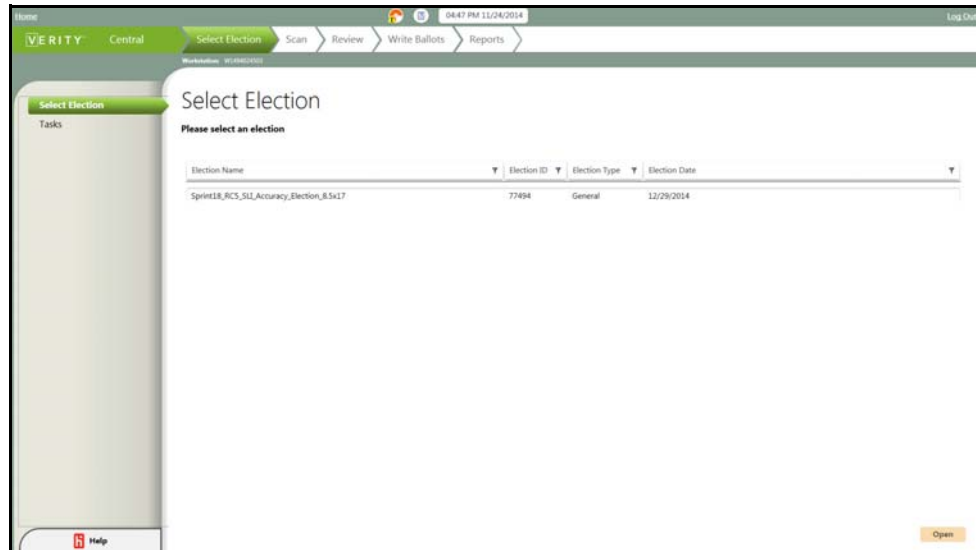 Home 04:47 PM 11/24/2014 Log Out
VERITY Central Select Election Scan Review Write Ballots Reports
Workstation:
Select Election
Tasks
Select Election
Please select an election
Election Name Election ID Election Type Election Date
Sprint18_RC5_SLI_Accuracy_Election_8.5x17 77494 General 12/29/2014
Help
Open